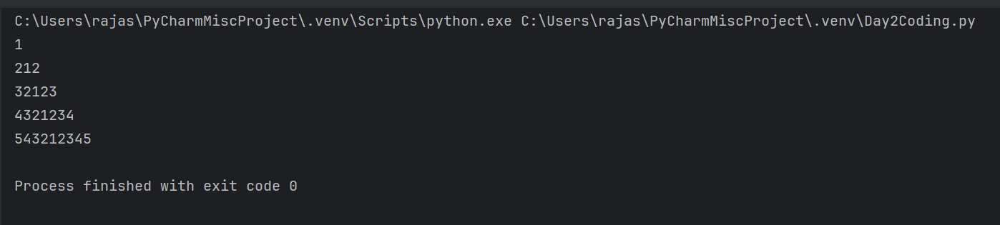 C:\Users\rajas\PyCharmMiscProject\.venv\Scripts\python.exe C:\Users\rajas\PyCharmMiscProject\.venv\Day2Coding.py
1
212
32123
4321234
543212345
Process finished with exit code 0